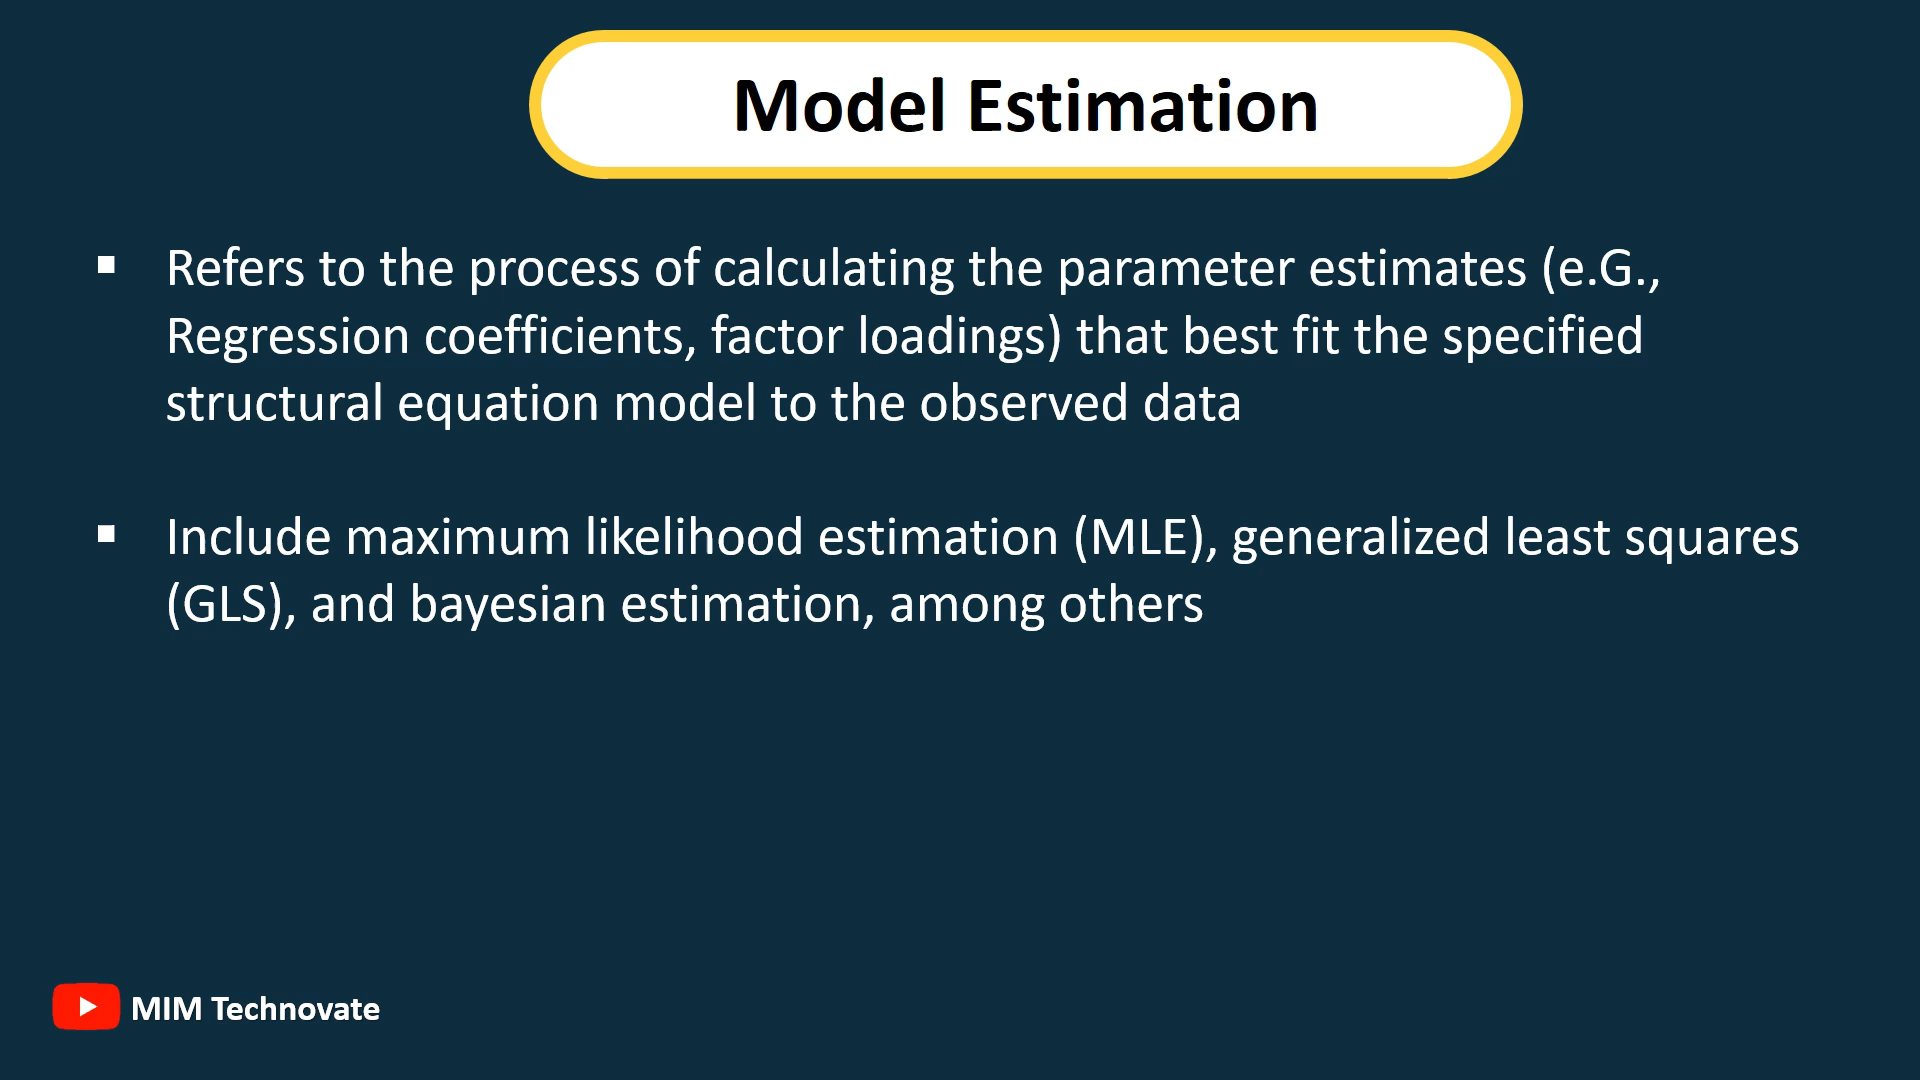 Model Estimation
▪ Refers to the process of calculating the parameter estimates (e.G.,
Regression coefficients, factor loadings) that best fit the specified
structural equation model to the observed data
▪ Include maximum likelihood estimation (MLE), generalized least squares
(GLS), and bayesian estimation, among others
MIM Technovate